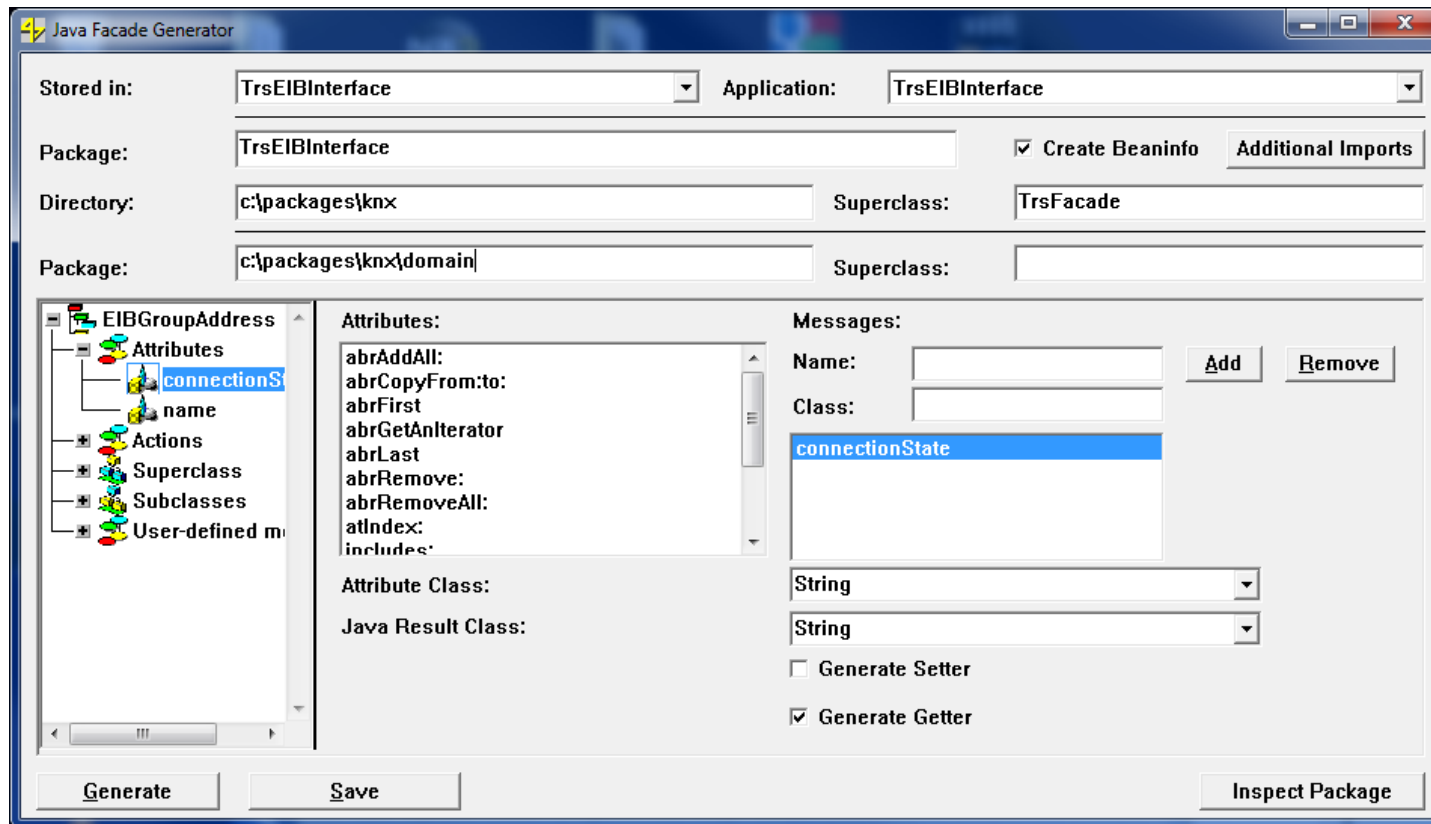 Java Facade Generator
Stored in: TrsEIBInterface Application: TrsEIBInterface
Package: TrsEIBInterface Create Beaninfo Additional Imports
Directory: c:\packages\knx Superclass: TrsFacade
Package: c:\packages\knx\domain Superclass:
EIBGroupAddress
Attributes
connectionSt
name
Actions
Superclass
Subclasses
User-defined m
Attributes:
abrAddAll:
abrCopyFrom:to:
abrFirst
abrGetAnIterator
abrLast
abrRemove:
abrRemoveAll:
atIndex:
includes:
Messages:
Name: Add Remove
Class:
connectionState
Attribute Class: String
Java Result Class: String
Generate Setter
Generate Getter
Generate Save Inspect Package